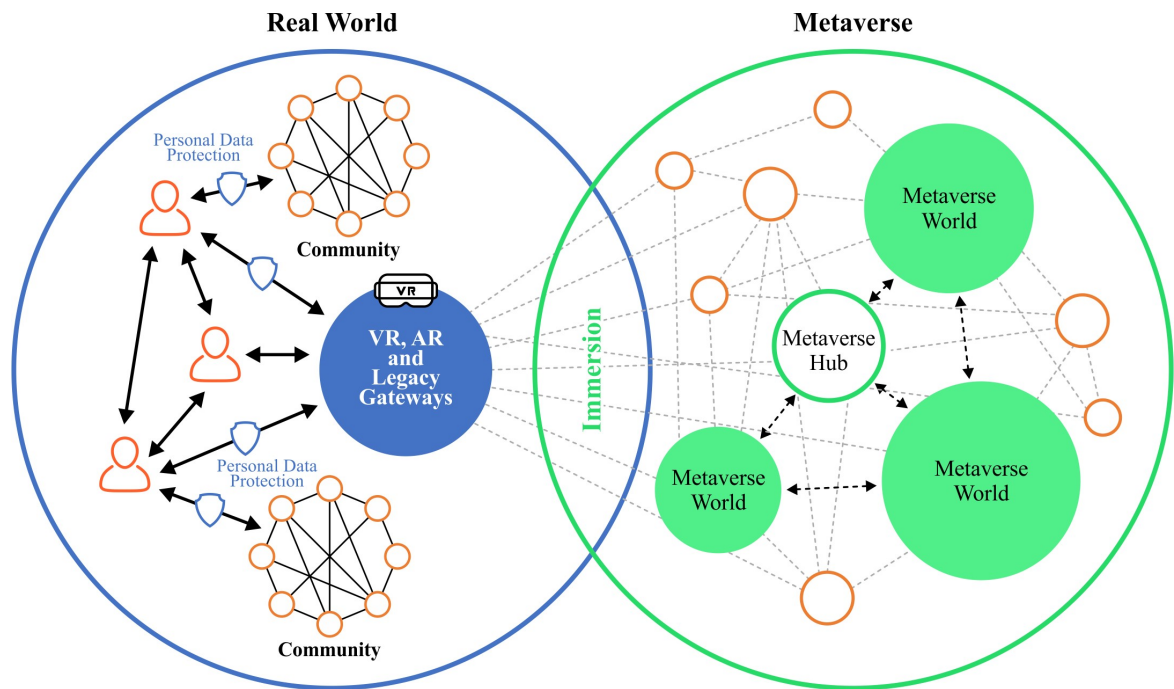 Real World
Metaverse
Personal Data
Protection
Community
VR
VR, AR
and
Legacy
Gateways
Personal Data
Protection
Community
Immersion
Metaverse
World
Metaverse
Hub
Metaverse
World
Metaverse
World